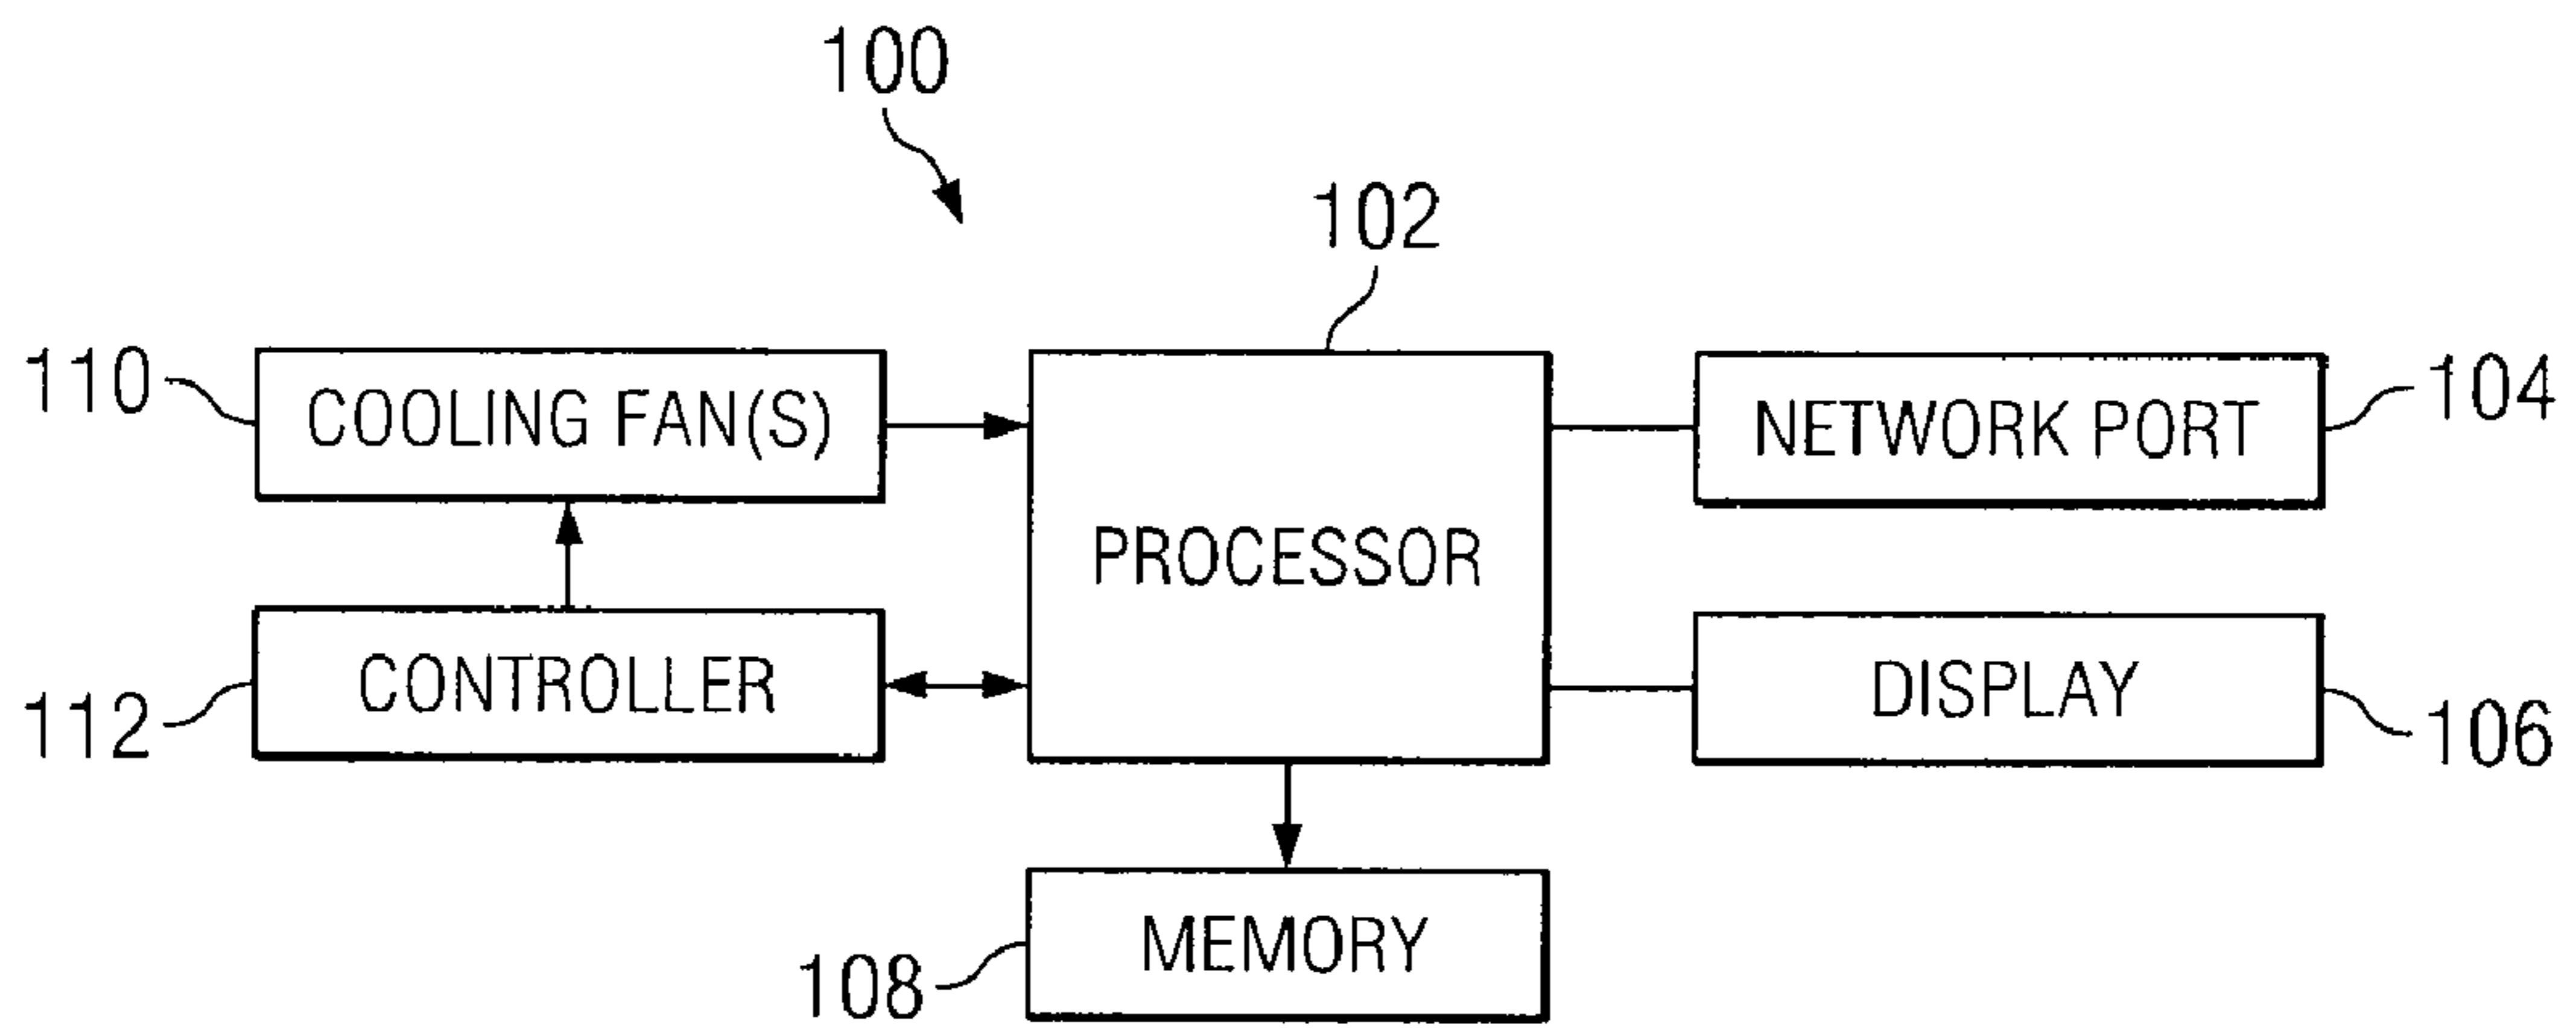 100
102
110
COOLING FAN(S)
NETWORK PORT
104
PROCESSOR
112
CONTROLLER
DISPLAY
106
MEMORY
108